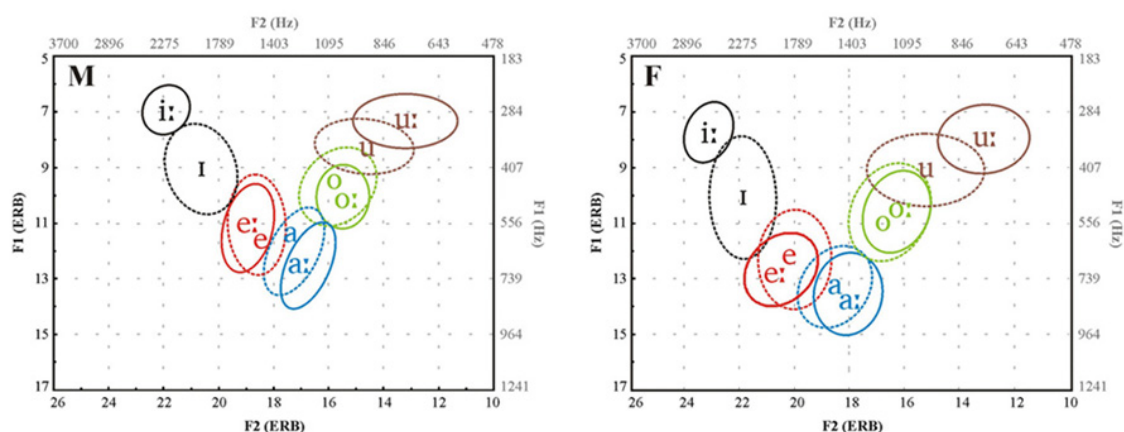 F2 (Hz)
3700 2896 2275 1789 1403 1095 846 643 478
5 183
M
7 284
9 407
11 556
13 739
15 964
17 1241
iː
uː
u
ɪ
o
oː
eː
e
a
aː
F1 (ERB)
F1 (Hz)
26 24 22 20 18 16 14 12 10
F2 (ERB)
F2 (Hz)
3700 2896 2275 1789 1403 1095 846 643 478
5 183
F
7 284
9 407
11 556
13 739
15 964
17 1241
iː
uː
u
ɪ
oː
o
e
eː
a
aː
F1 (ERB)
F1 (Hz)
26 24 22 20 18 16 14 12 10
F2 (ERB)